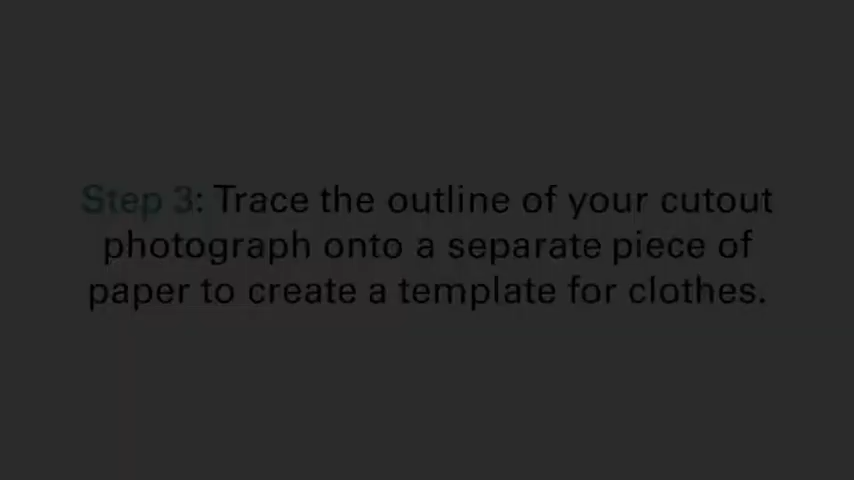 Step 3: Trace the outline of your cutout
photograph onto a separate piece of
paper to create a template for clothes.